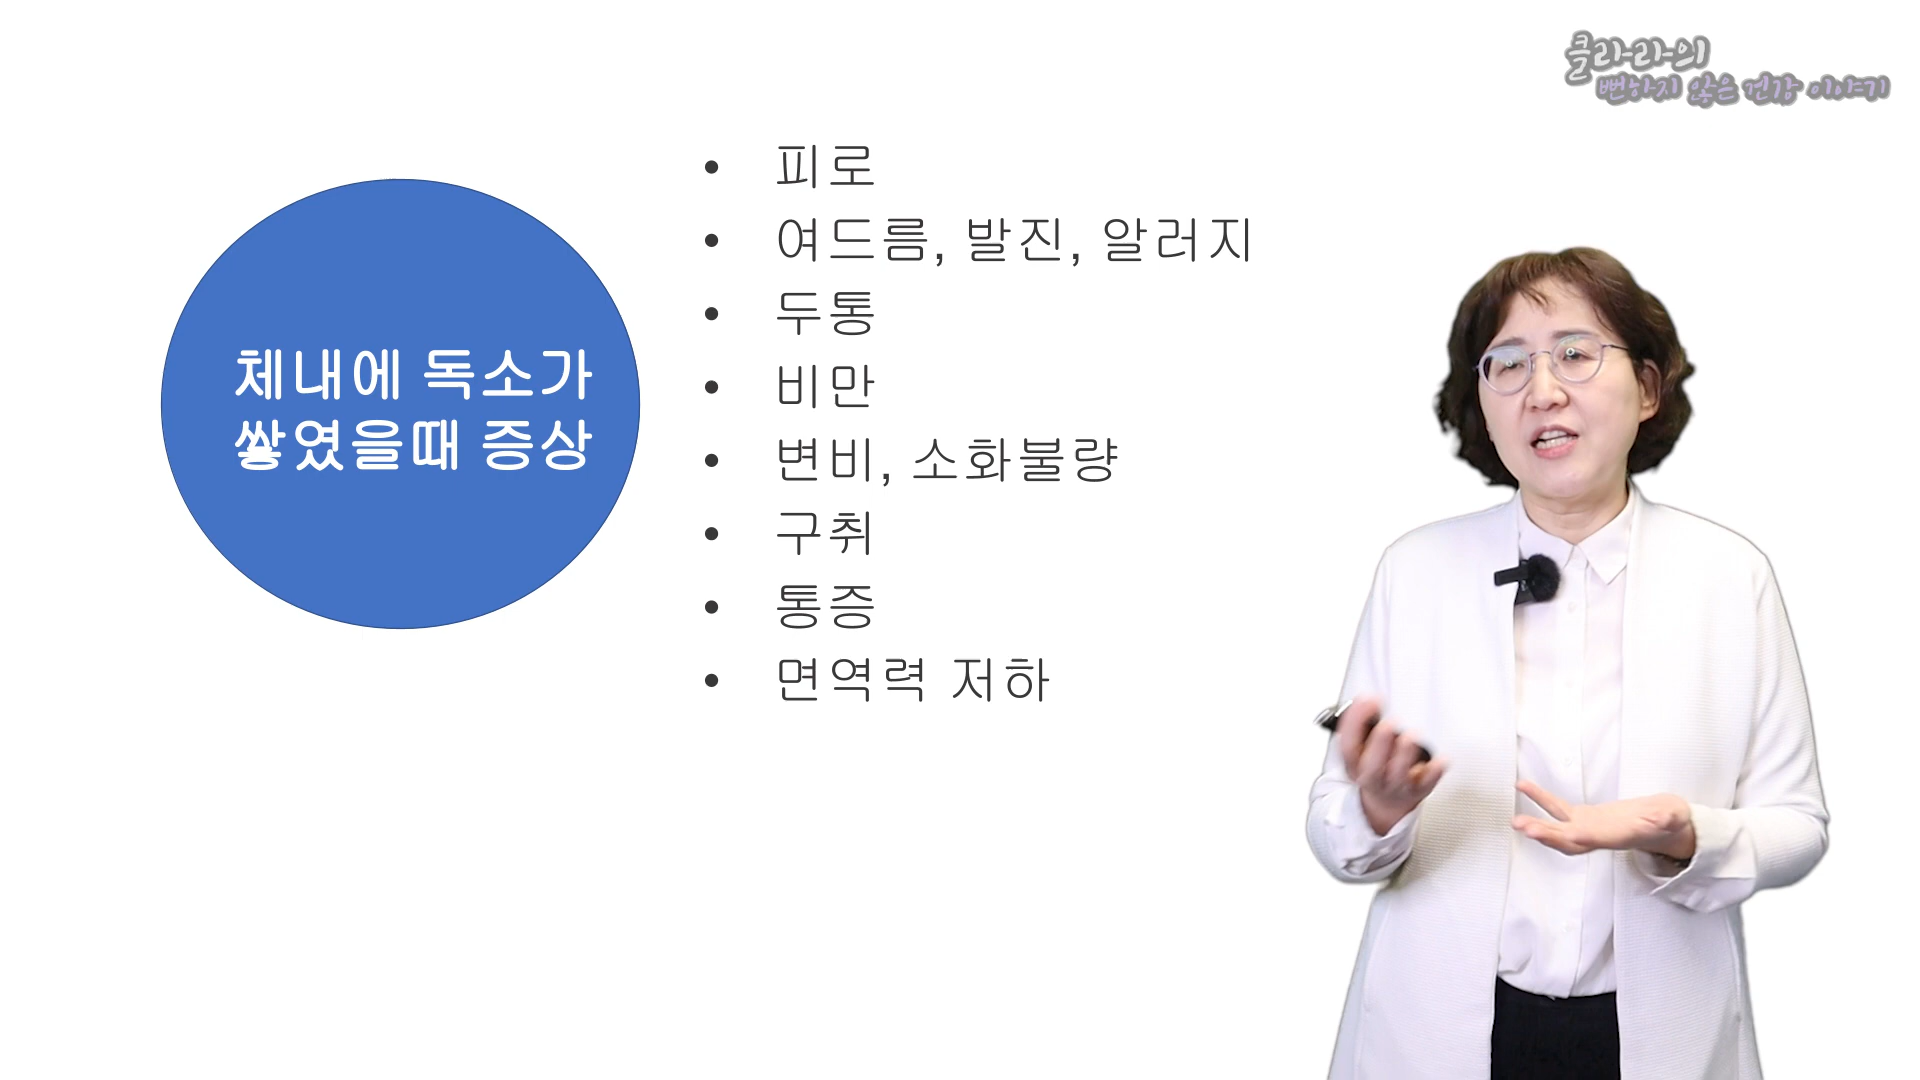 클라라의
뻔하지 않은 건강 이야기
체내에 독소가
쌓였을때 증상
• 피로
• 여드름, 발진, 알러지
• 두통
• 비만
• 변비, 소화불량
• 구취
• 통증
• 면역력 저하